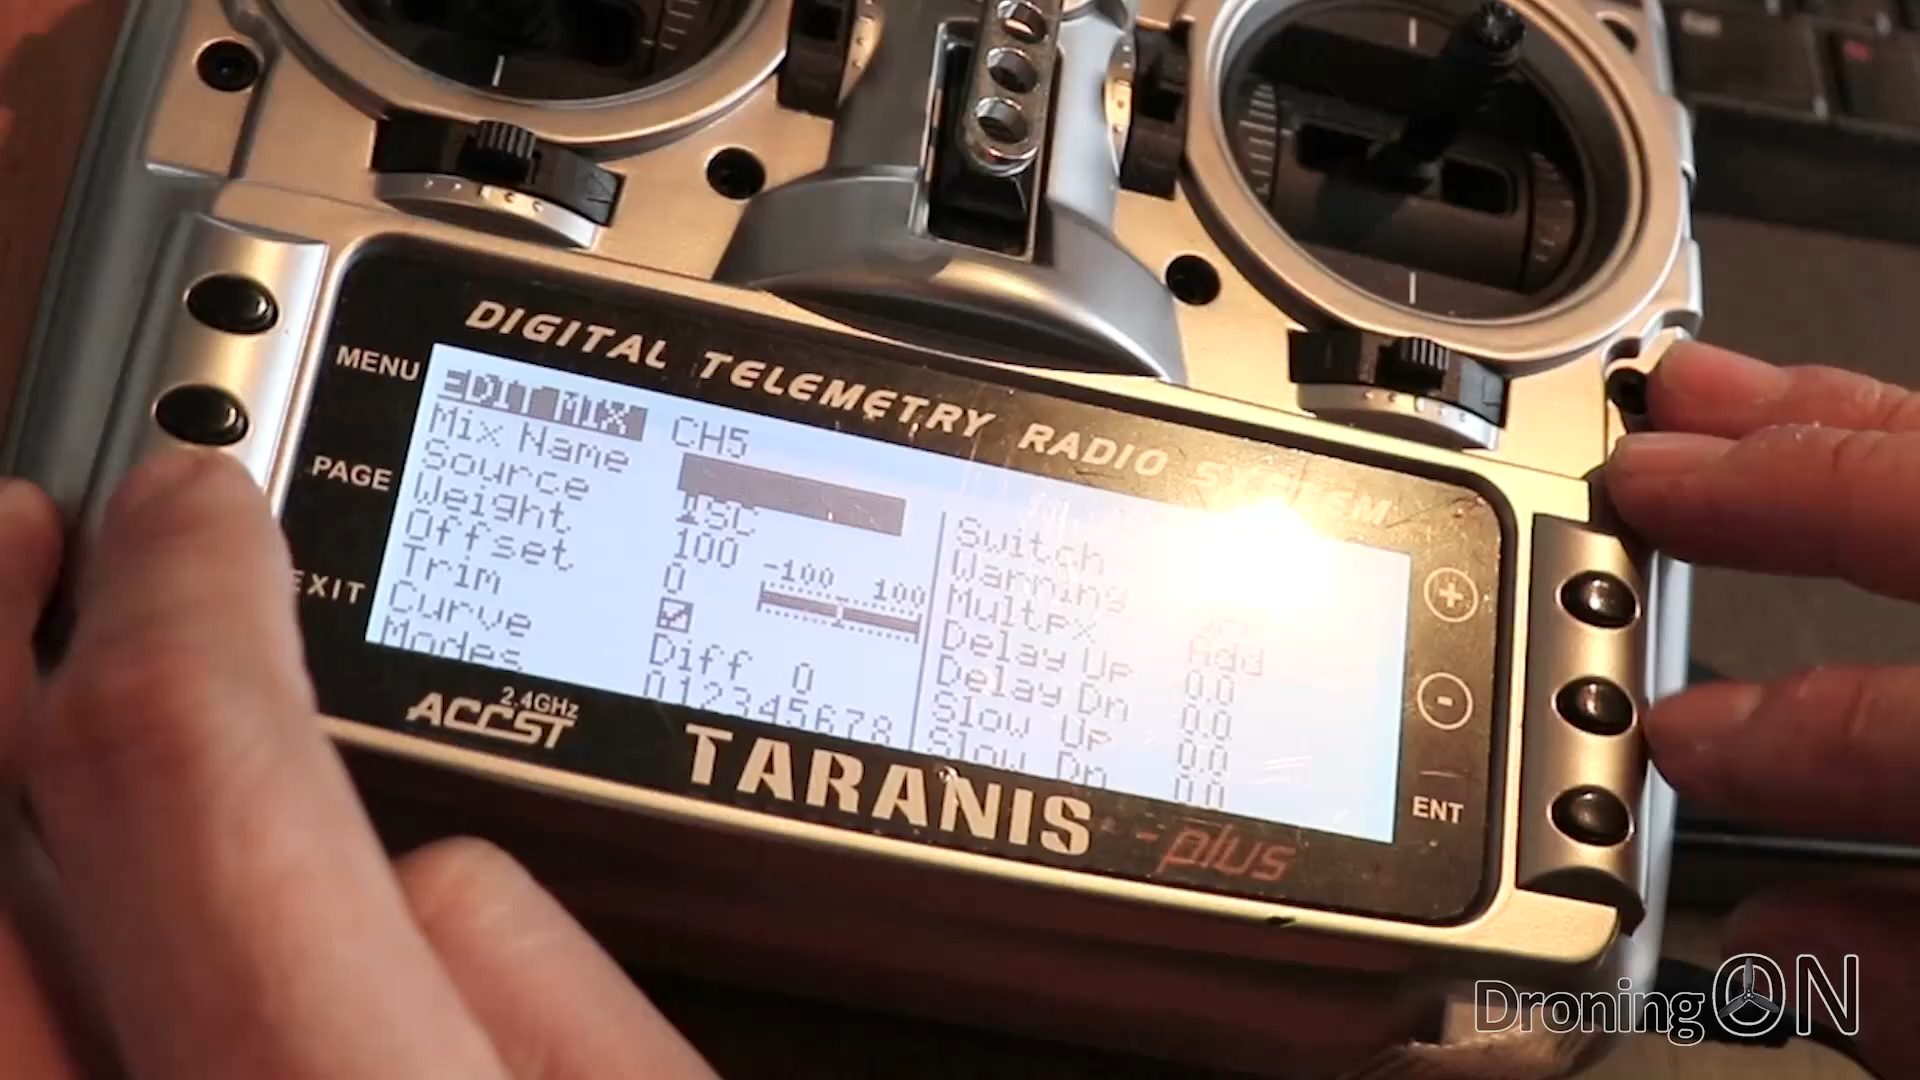 DIGITAL TELEMETRY RADIO SYSTEM
MENU
PAGE
EXIT
EDIT MIX CH5
Mix Name
Source
Weight 100
Offset 0
Trim
Curve Diff 0
Modes 012345678
-100 100
Switch
Warning
Multpx Add
Delay Up 0.0
Delay Dn 0.0
Slow Up 0.0
Slow Dn 0.0
+
-
ENT
2.4GHz
ACCST
TARANIS
-plus
DroningON